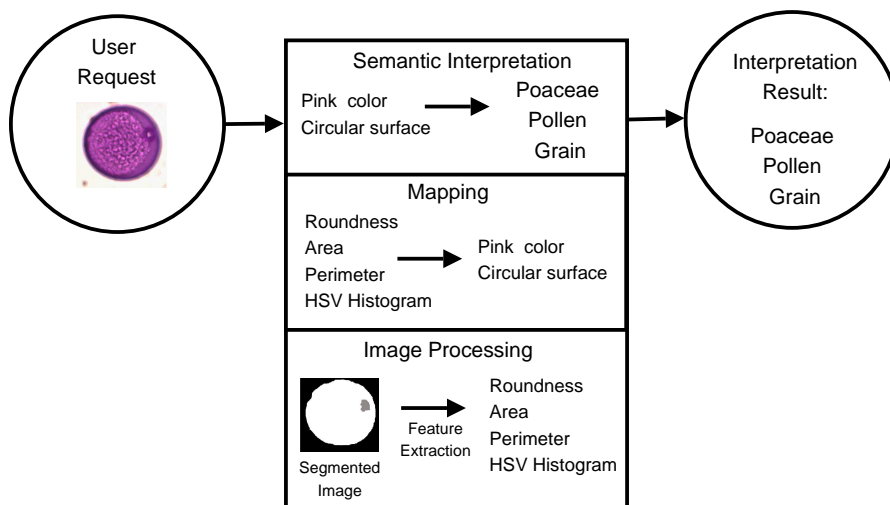 User
Request
Semantic Interpretation
Pink color
Circular surface
Poaceae
Pollen
Grain
Mapping
Roundness
Area
Perimeter
HSV Histogram
Pink color
Circular surface
Image Processing
Segmented
Image
Feature
Extraction
Roundness
Area
Perimeter
HSV Histogram
Interpretation
Result:
Poaceae
Pollen
Grain